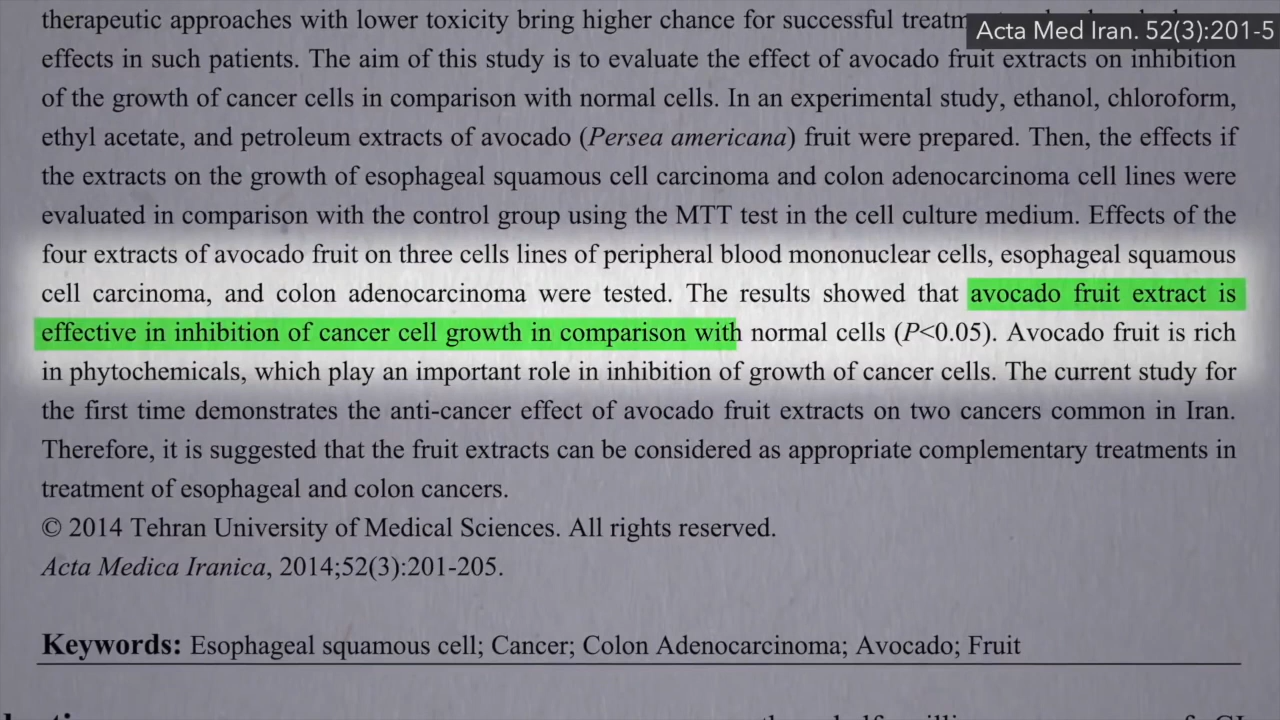 therapeutic approaches with lower toxicity bring higher chance for successful
Acta Med Iran. 52(3):201-5
effects in such patients. The aim of this study is to evaluate the effect of avocado fruit extracts on inhibition
of the growth of cancer cells in comparison with normal cells. In an experimental study, ethanol, chloroform,
ethyl acetate, and petroleum extracts of avocado (Persea americana) fruit were prepared. Then, the effects if
the extracts on the growth of esophageal squamous cell carcinoma and colon adenocarcinoma cell lines were
evaluated in comparison with the control group using the MTT test in the cell culture medium. Effects of the
four extracts of avocado fruit on three cells lines of peripheral blood mononuclear cells, esophageal squamous
cell carcinoma, and colon adenocarcinoma were tested. The results showed that avocado fruit extract is
effective in inhibition of cancer cell growth in comparison with normal cells (P<0.05). Avocado fruit is rich
in phytochemicals, which play an important role in inhibition of growth of cancer cells. The current study for
the first time demonstrates the anti-cancer effect of avocado fruit extracts on two cancers common in Iran.
Therefore, it is suggested that the fruit extracts can be considered as appropriate complementary treatments in
treatment of esophageal and colon cancers.
© 2014 Tehran University of Medical Sciences. All rights reserved.
Acta Medica Iranica, 2014;52(3):201-205.
Keywords: Esophageal squamous cell; Cancer; Colon Adenocarcinoma; Avocado; Fruit